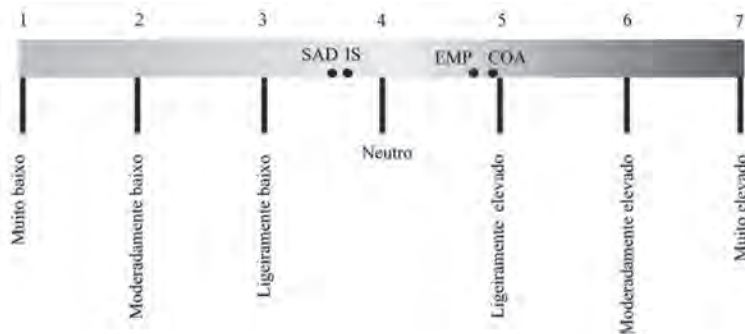 1 2 3 4 5 6 7
SAD IS EMP COA
Neutro
Muito baixo
Moderadamente baixo
Ligeiramente baixo
Ligeiramente elevado
Moderadamente elevado
Muito elevado